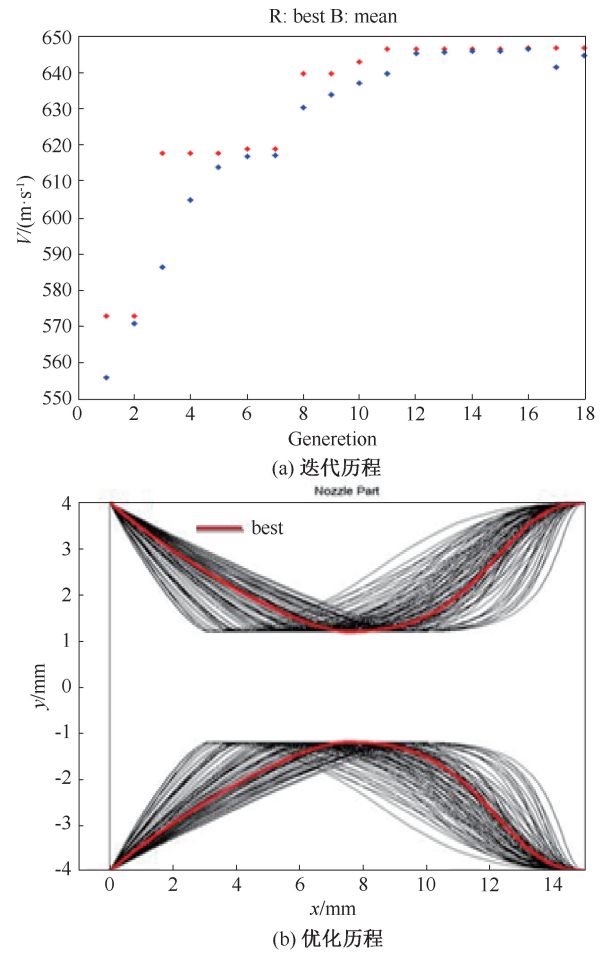 R: best B: mean
650
640
630
620
610
600
590
580
570
560
550
V/(m·s⁻¹)
0 2 4 6 8 10 12 14 16 18
Generetion
(a) 迭代历程
Nozzle Part
best
4
3
2
1
0
-1
-2
-3
-4
y/mm
0 2 4 6 8 10 12 14
x/mm
(b) 优化历程